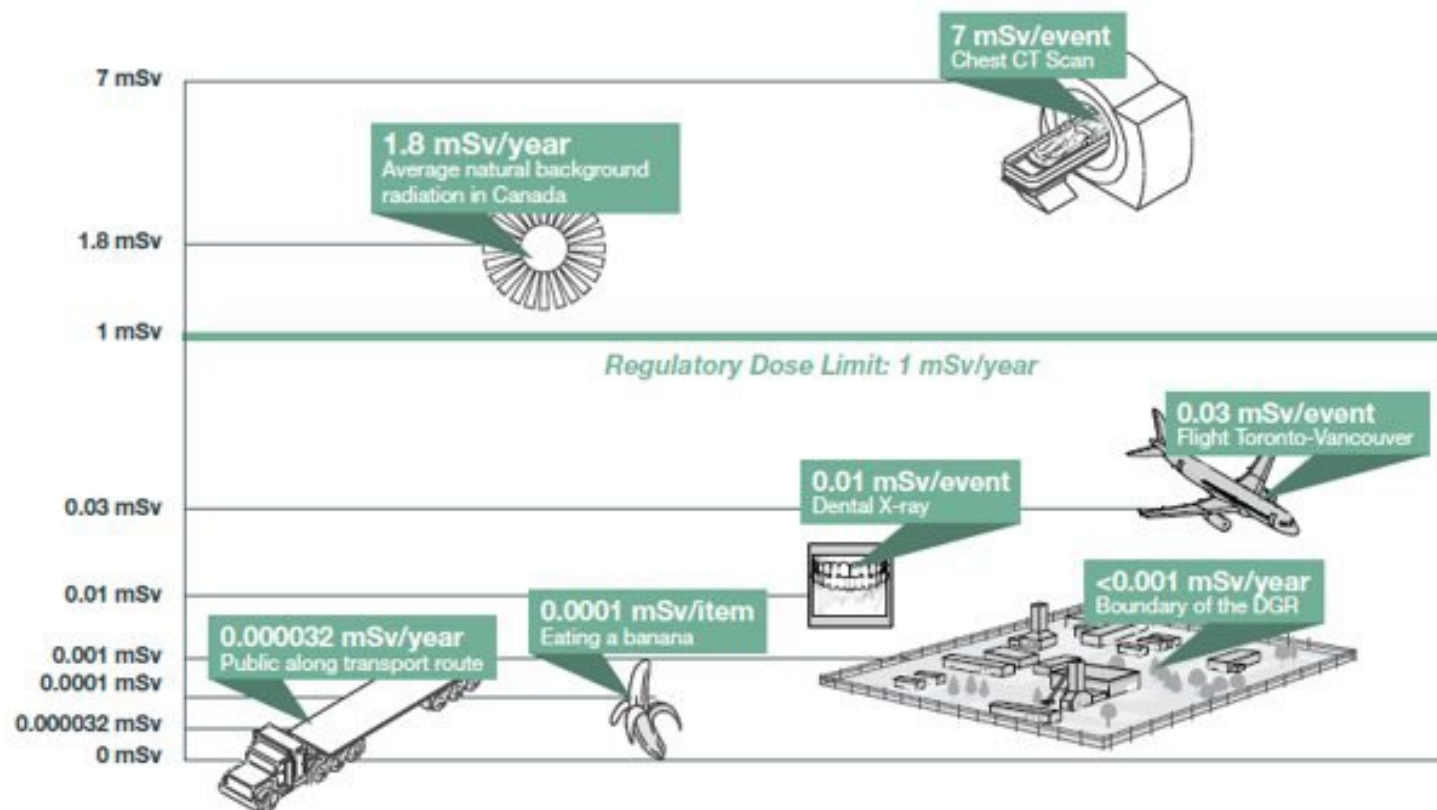 7 mSv/event
Chest CT Scan
7 mSv
1.8 mSv/year
Average natural background
radiation in Canada
1.8 mSv
1 mSv
Regulatory Dose Limit: 1 mSv/year
0.03 mSv/event
Flight Toronto-Vancouver
0.01 mSv/event
Dental X-ray
0.03 mSv
<0.001 mSv/year
Boundary of the DGR
0.01 mSv
0.0001 mSv/item
Eating a banana
0.000032 mSv/year
Public along transport route
0.001 mSv
0.0001 mSv
0.000032 mSv
0 mSv